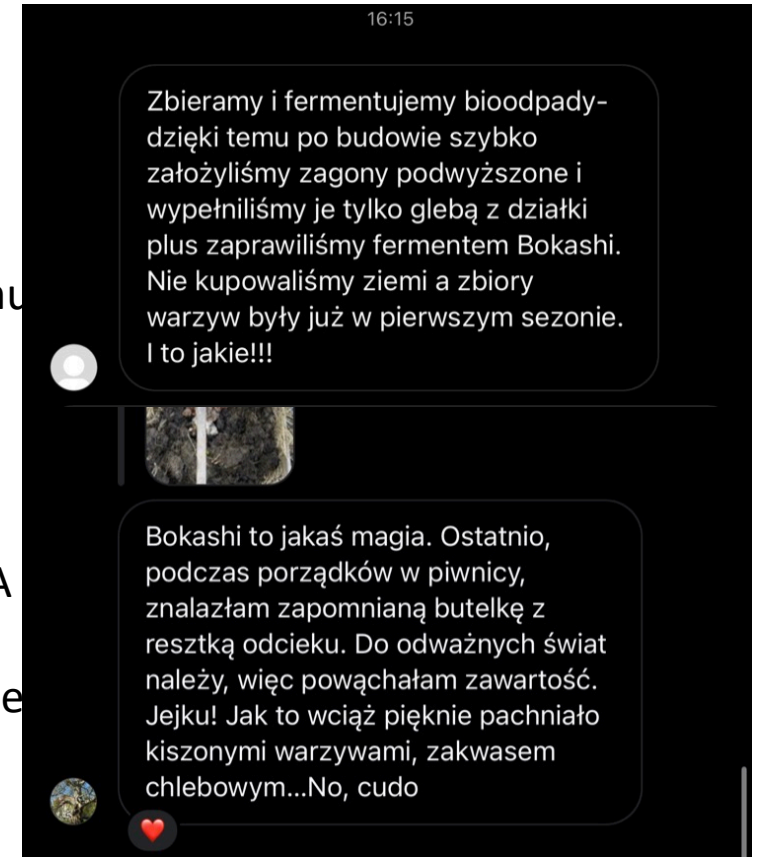 16:15
Zbieramy i fermentujemy bioodpady-
dzięki temu po budowie szybko
założyliśmy zagony podwyższone i
wypełniliśmy je tylko glebą z działki
plus zaprawiliśmy fermentem Bokashi.
Nie kupowaliśmy ziemi a zbiory
warzyw były już w pierwszym sezonie.
I to jakie!!!
Bokashi to jakaś magia. Ostatnio,
podczas porządków w piwnicy,
znalazłam zapomnianą butelkę z
resztką odcieku. Do odważnych świat
należy, więc powąchałam zawartość.
Jejku! Jak to wciąż pięknie pachniało
kiszonymi warzywami, zakwasem
chlebowym...No, cudo